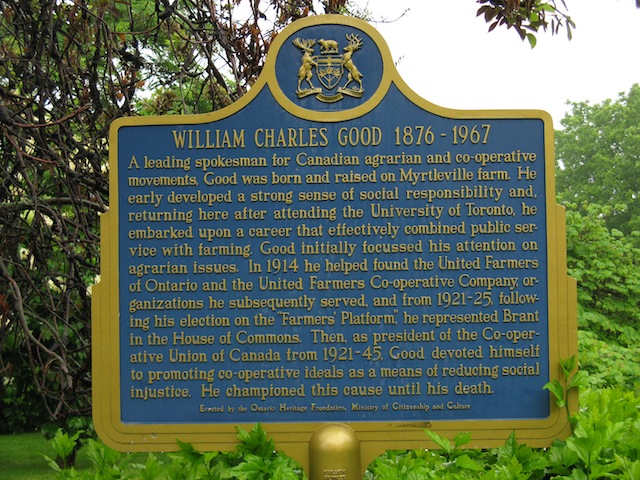 WILLIAM CHARLES GOOD 1876 - 1967
A leading spokesman for Canadian agrarian and co-operative
movements, Good was born and raised on Myrtleville farm. He
early developed a strong sense of social responsibility and,
returning here after attending the University of Toronto, he
embarked upon a career that effectively combined public ser-
vice with farming. Good initially focussed his attention on
agrarian issues. In 1914 he helped found the United Farmers
of Ontario and the United Farmers Co-operative Company, or-
ganizations he subsequently served, and from 1921-25, follow-
ing his election on the "Farmers' Platform," he represented Brant
in the House of Commons. Then, as president of the Co-oper-
ative Union of Canada from 1921-45, Good devoted himself
to promoting co-operative ideals as a means of reducing social
injustice. He championed this cause until his death.
Erected by the Ontario Heritage Foundation, Ministry of Citizenship and Culture